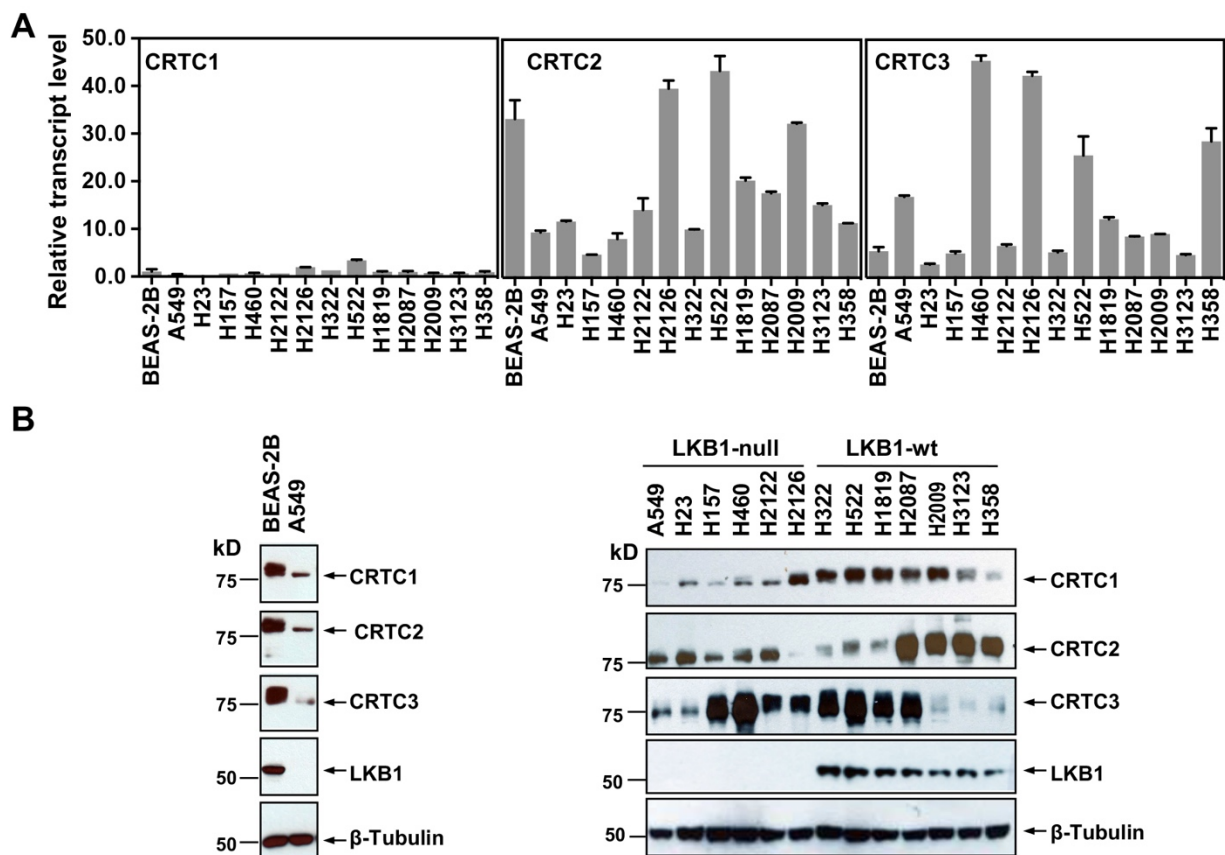 A
Relative transcript level
50.0
40.0
30.0
20.0
10.0
0.0
CRTC1
CRTC2
CRTC3
BEAS-2B A549 H23 H157 H460 H2122 H2126 H322 H522 H1819 H2087 H2009 H3123 H358
BEAS-2B A549 H23 H157 H460 H2122 H2126 H322 H522 H1819 H2087 H2009 H3123 H358
BEAS-2B A549 H23 H157 H460 H2122 H2126 H322 H522 H1819 H2087 H2009 H3123 H358
B
BEAS-2B A549
kD
75 CRTC1
75 CRTC2
75 CRTC3
50 LKB1
50 β-Tubulin
LKB1-null LKB1-wt
A549 H23 H157 H460 H2122 H2126 H322 H522 H1819 H2087 H2009 H3123 H358
kD
75 CRTC1
75 CRTC2
75 CRTC3
50 LKB1
50 β-Tubulin